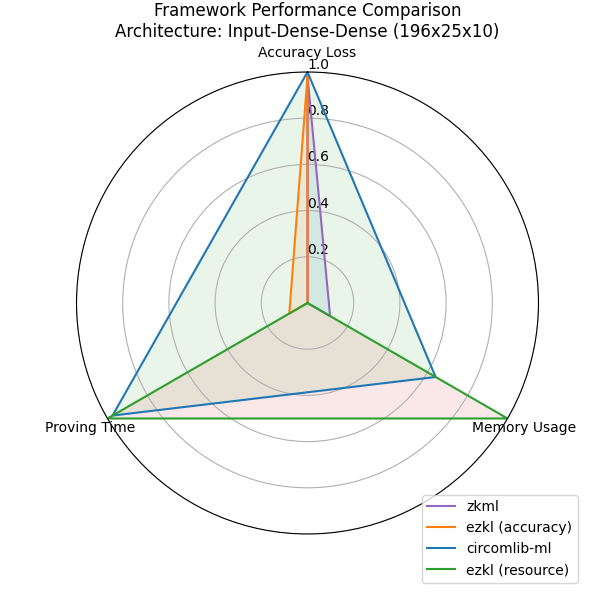 Framework Performance Comparison
Architecture: Input-Dense-Dense (196x25x10)
Accuracy Loss
1.0
0.8
0.6
0.4
0.2
Proving Time
Memory Usage
zkml
ezkl (accuracy)
circomlib-ml
ezkl (resource)